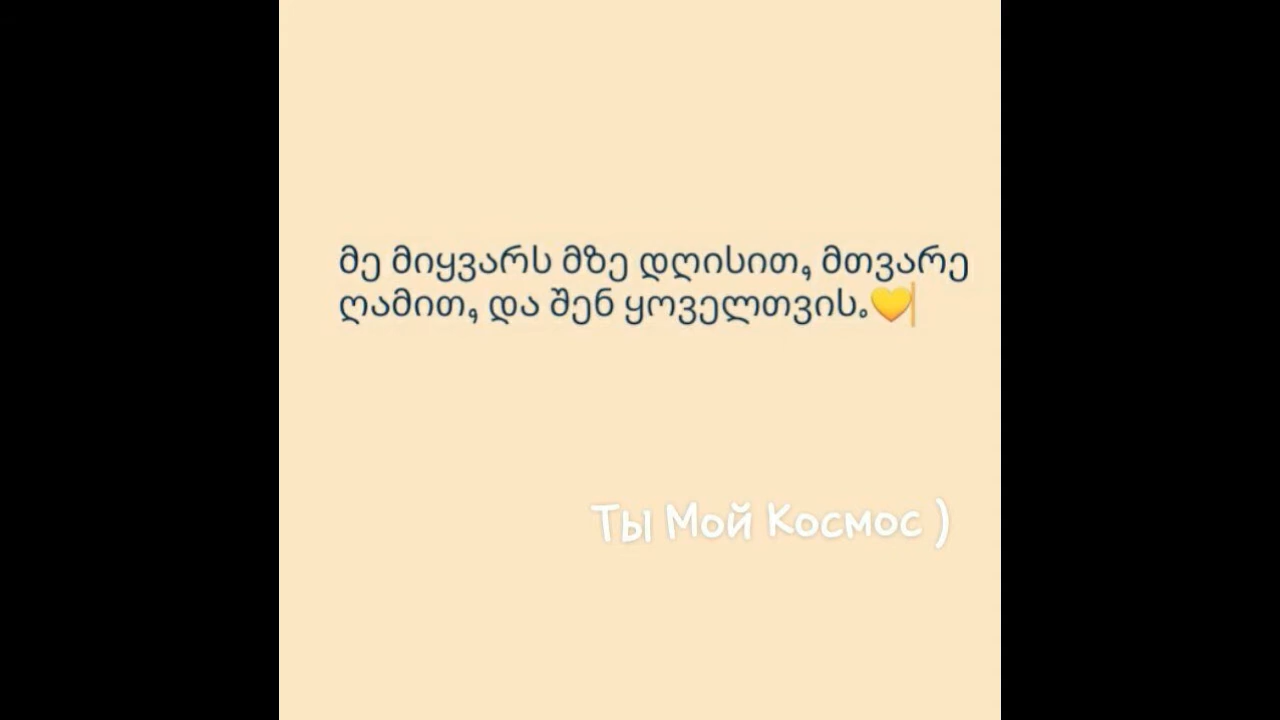 მე მიყვარს მზე დღისით, მთვარე
ღამით, და შენ ყოველთვის.💛
Ты Мой Космос )